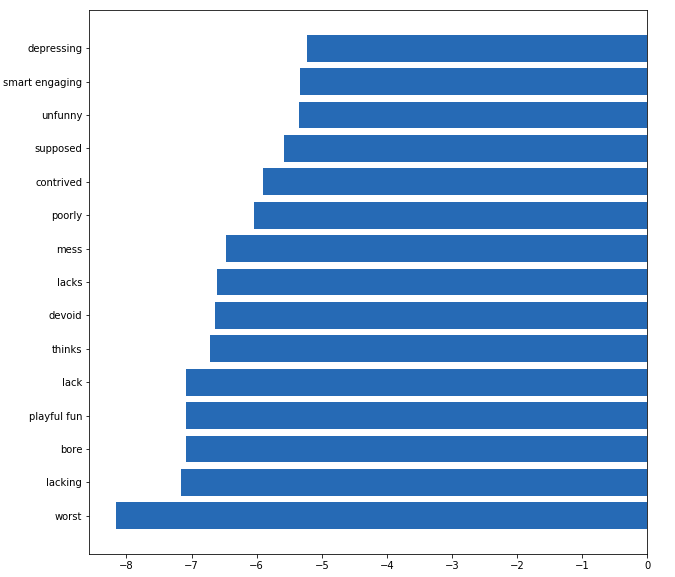 depressing
smart engaging
unfunny
supposed
contrived
poorly
mess
lacks
devoid
thinks
lack
playful fun
bore
lacking
worst
−8 −7 −6 −5 −4 −3 −2 −1 0